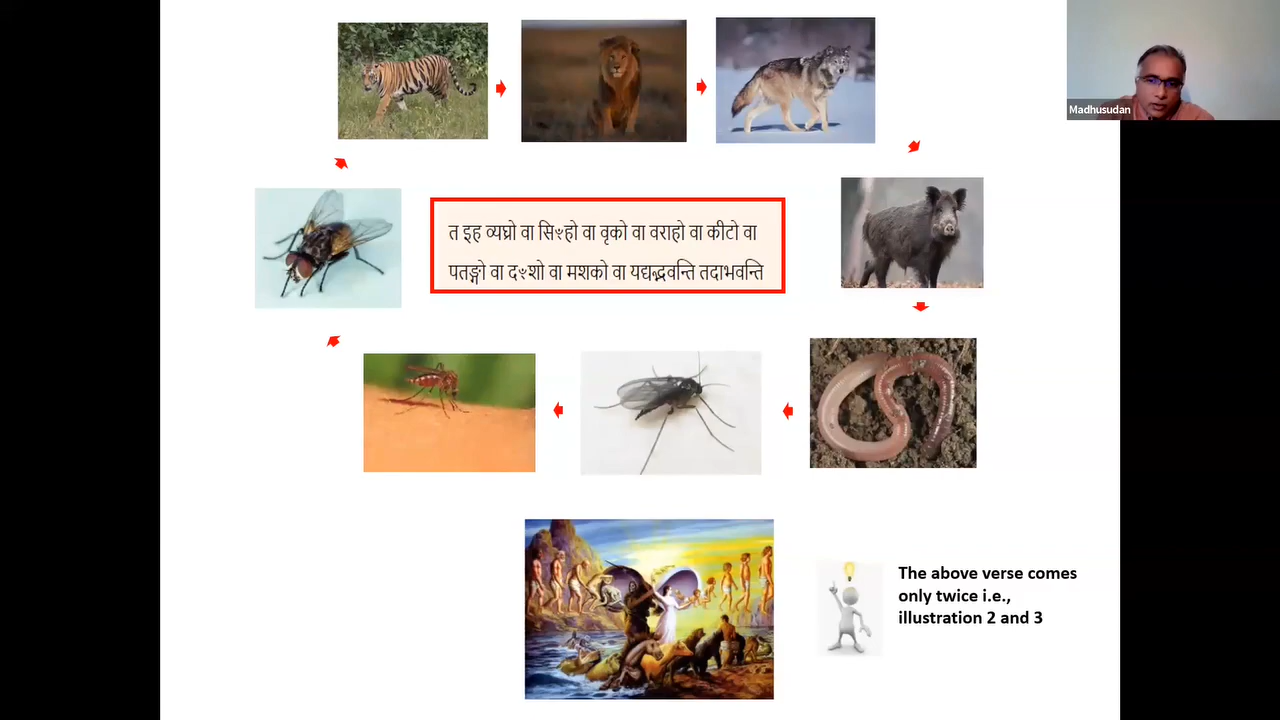 Madhusudan
त इह व्यघ्रो वा सिꣳहो वा वृको वा वराहो वा कीटो वा
पतङ्गो वा दꣳशो वा मशको वा यद्यद्भवन्ति तदाभवन्ति
The above verse comes
only twice i.e.,
illustration 2 and 3